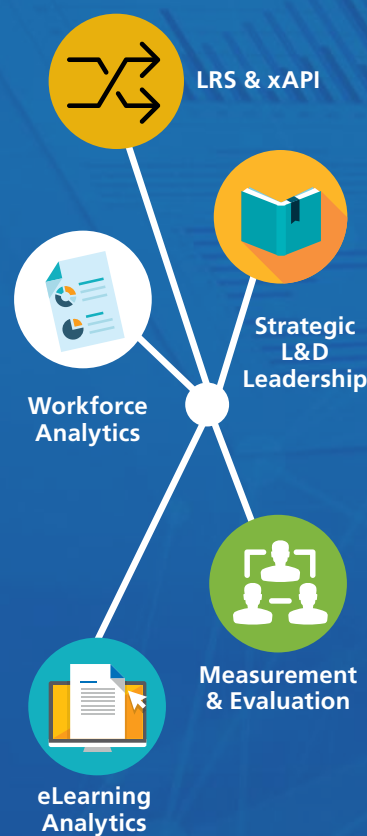 LRS & xAPI
Strategic
L&D
Leadership
Workforce
Analytics
Measurement
& Evaluation
eLearning
Analytics